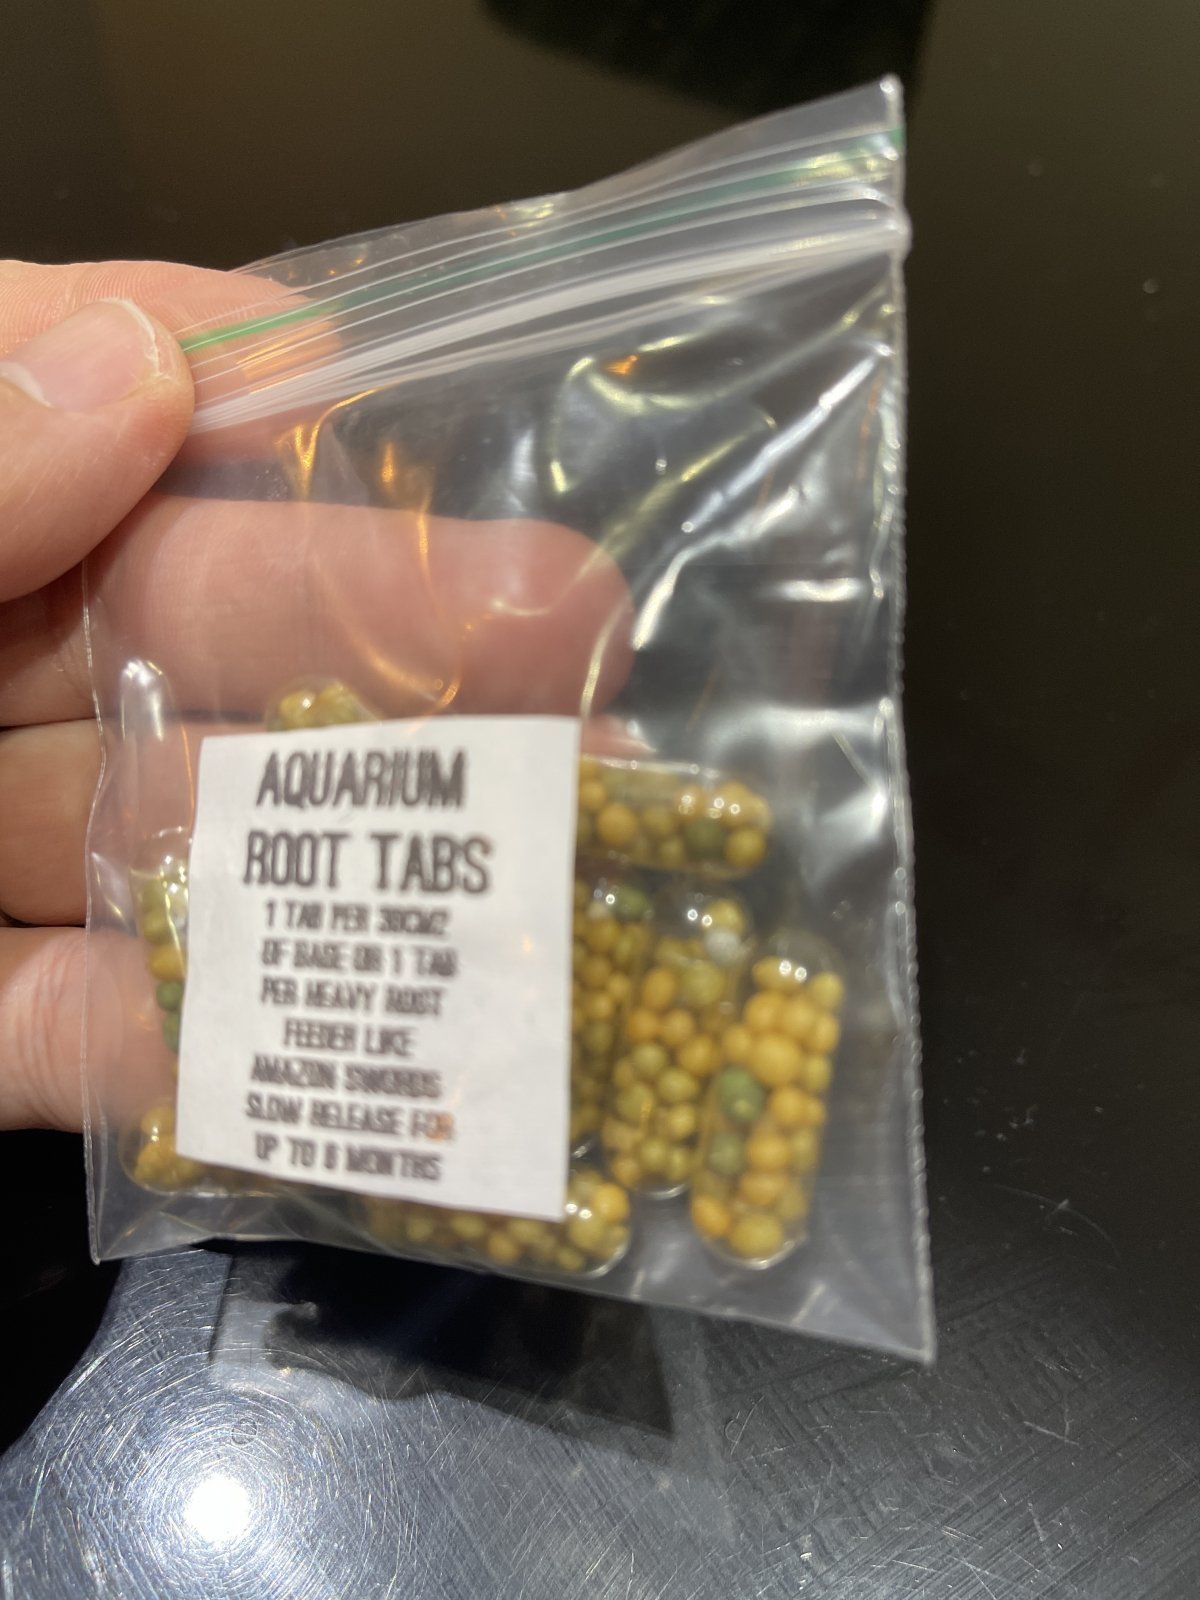 AQUARIUM
ROOT TABS
1 TAB PER 30CM2
OF BASE OR 1 TAB
PER HEAVY ROOT
FEEDER LIKE
AMAZON SWORDS
SLOW RELEASE FOR
UP TO 6 MONTHS